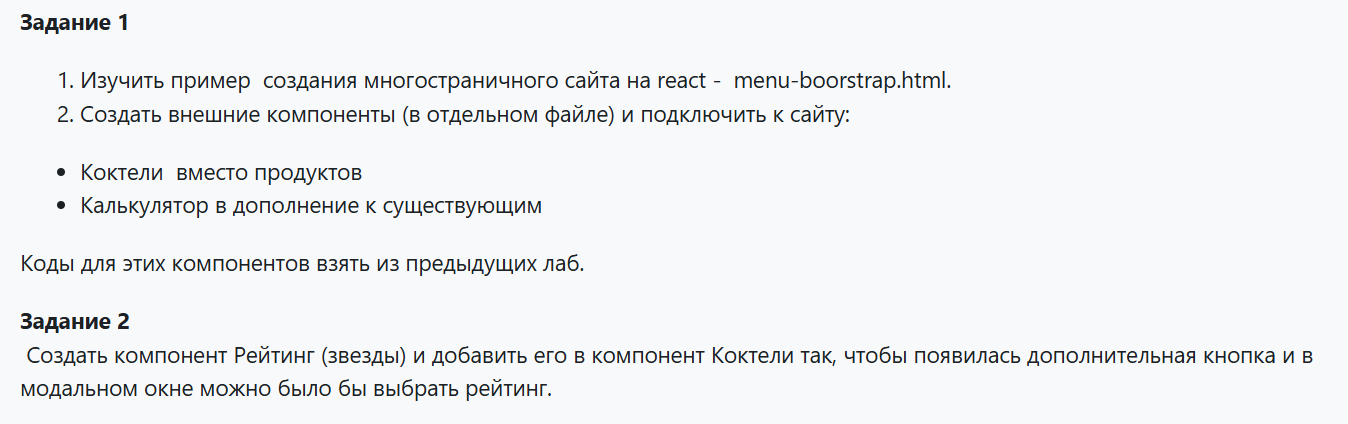 Задание 1
1. Изучить пример создания многостраничного сайта на react - menu-boorstrap.html.
2. Создать внешние компоненты (в отдельном файле) и подключить к сайту:
• Коктели вместо продуктов
• Калькулятор в дополнение к существующим
Коды для этих компонентов взять из предыдущих лаб.
Задание 2
Создать компонент Рейтинг (звезды) и добавить его в компонент Коктели так, чтобы появилась дополнительная кнопка и в
модальном окне можно было бы выбрать рейтинг.